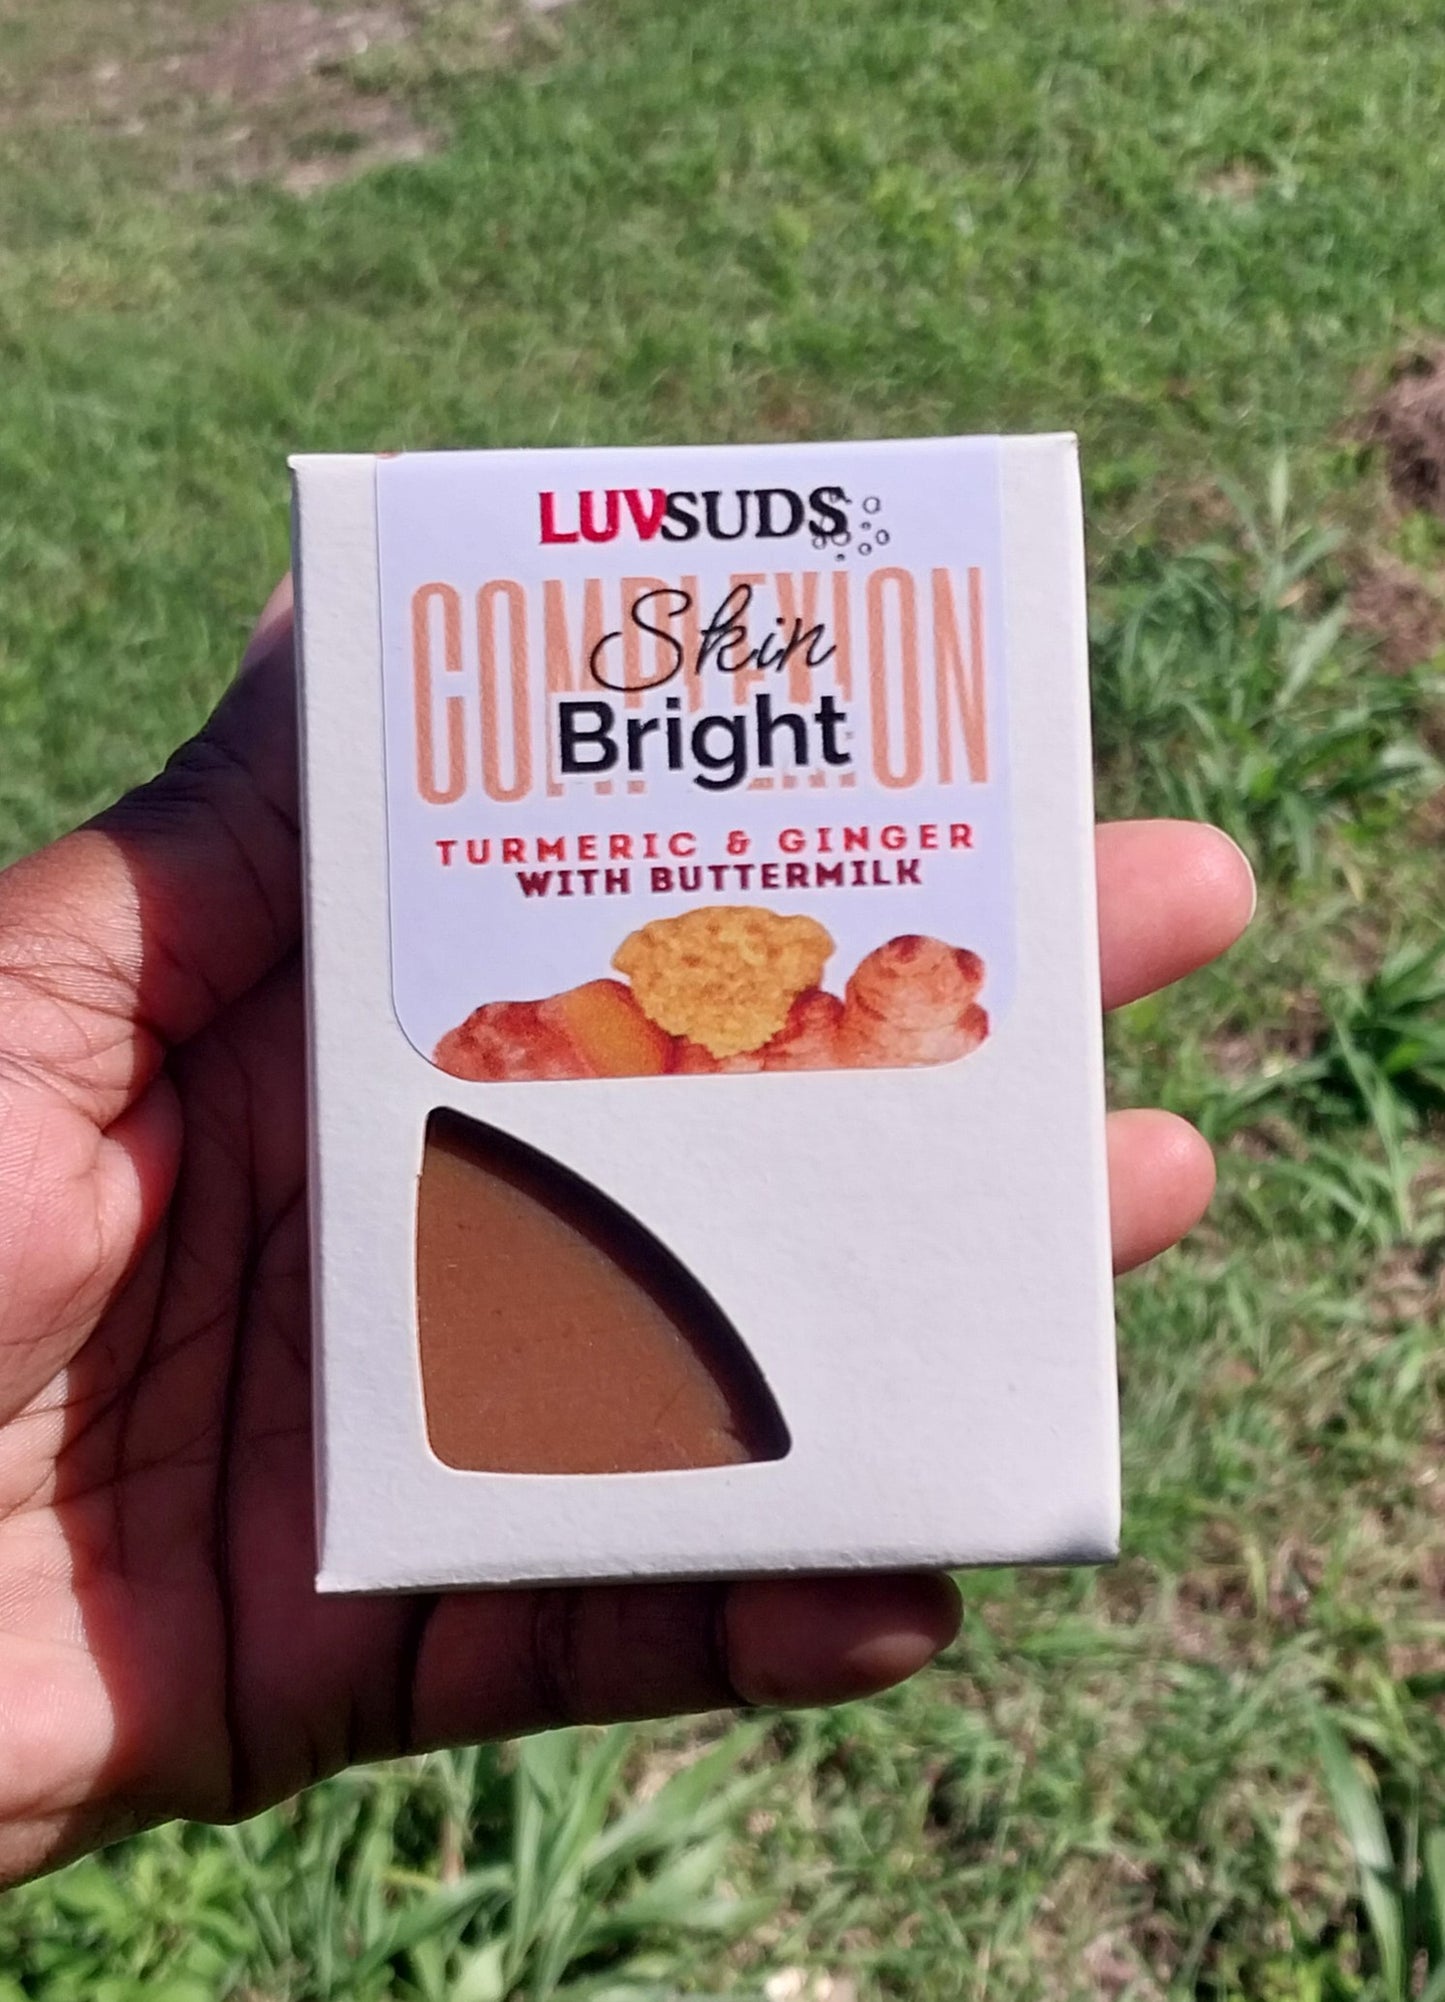 LUVSUDS
COMPLEXION
Skin
Bright
TURMERIC & GINGER
WITH BUTTERMILK